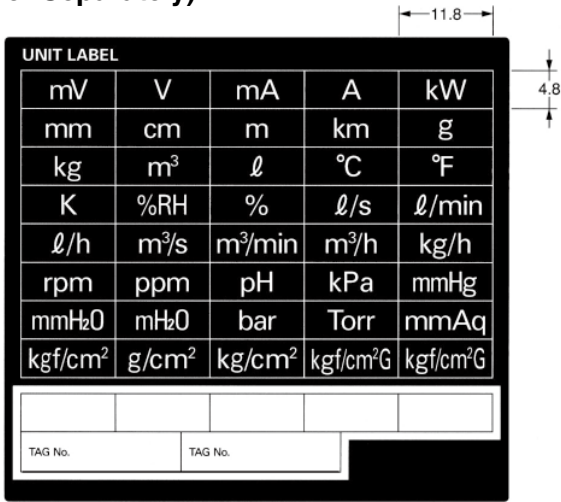 Separately)
11.8
UNIT LABEL
mV V mA A kW
4.8
mm cm m km g
kg m³ ℓ °C °F
K %RH % ℓ/s ℓ/min
ℓ/h m³/s m³/min m³/h kg/h
rpm ppm pH kPa mmHg
mmH₂O mH₂O bar Torr mmAq
kgf/cm² g/cm² kg/cm² kgf/cm²G kgf/cm²G
TAG No. TAG No.